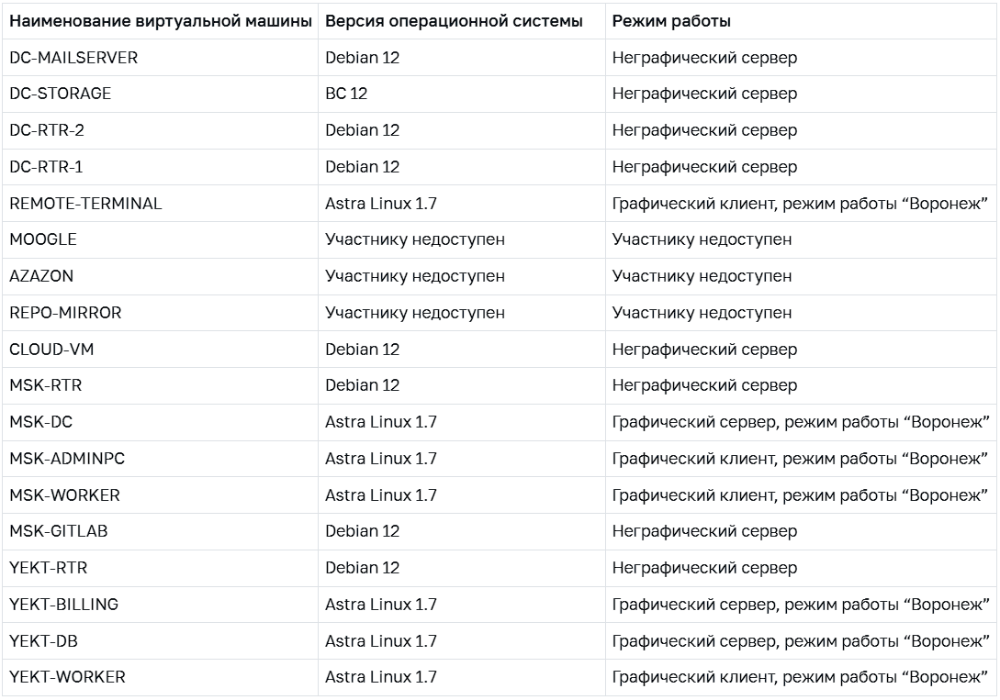 Наименование виртуальной машины Версия операционной системы Режим работы
DC-MAILSERVER Debian 12 Неграфический сервер
DC-STORAGE ВС 12 Неграфический сервер
DC-RTR-2 Debian 12 Неграфический сервер
DC-RTR-1 Debian 12 Неграфический сервер
REMOTE-TERMINAL Astra Linux 1.7 Графический клиент, режим работы “Воронеж”
MOOGLE Участнику недоступен Участнику недоступен
AZAZON Участнику недоступен Участнику недоступен
REPO-MIRROR Участнику недоступен Участнику недоступен
CLOUD-VM Debian 12 Неграфический сервер
MSK-RTR Debian 12 Неграфический сервер
MSK-DC Astra Linux 1.7 Графический сервер, режим работы “Воронеж”
MSK-ADMINPC Astra Linux 1.7 Графический клиент, режим работы “Воронеж”
MSK-WORKER Astra Linux 1.7 Графический клиент, режим работы “Воронеж”
MSK-GITLAB Debian 12 Неграфический сервер
YEKT-RTR Debian 12 Неграфический сервер
YEKT-BILLING Astra Linux 1.7 Графический сервер, режим работы “Воронеж”
YEKT-DB Astra Linux 1.7 Графический сервер, режим работы “Воронеж”
YEKT-WORKER Astra Linux 1.7 Графический клиент, режим работы “Воронеж”